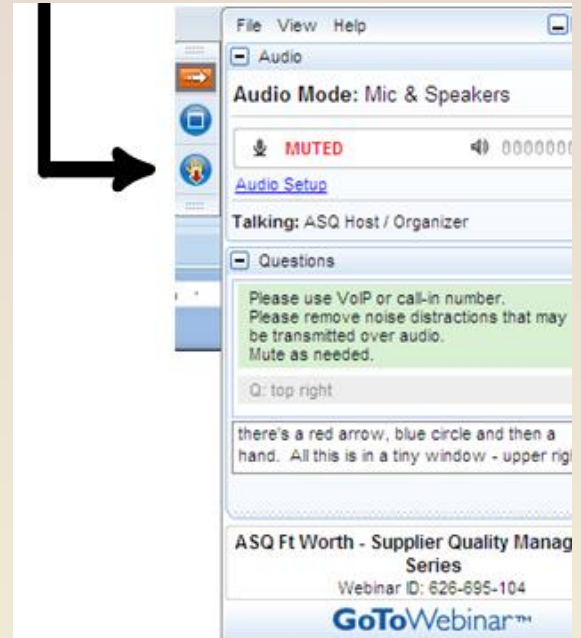 File View Help
Audio
Audio Mode: Mic & Speakers
MUTED
Audio Setup
Talking: ASQ Host / Organizer
Questions
Please use VoIP or call-in number.
Please remove noise distractions that may
be transmitted over audio.
Mute as needed.
Q: top right
there's a red arrow, blue circle and then a
hand. All this is in a tiny window - upper
ASQ Ft Worth - Supplier Quality
Series
Webinar ID: 626-695-104
GoToWebinar™